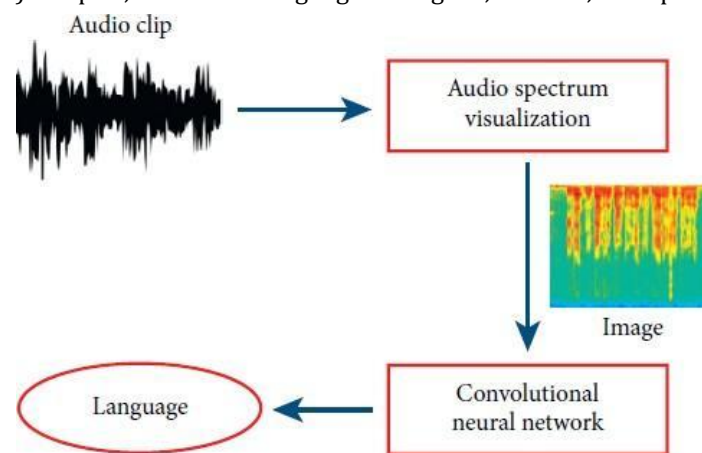 Audio clip
Audio spectrum
visualization
Image
Convolutional
neural network
Language